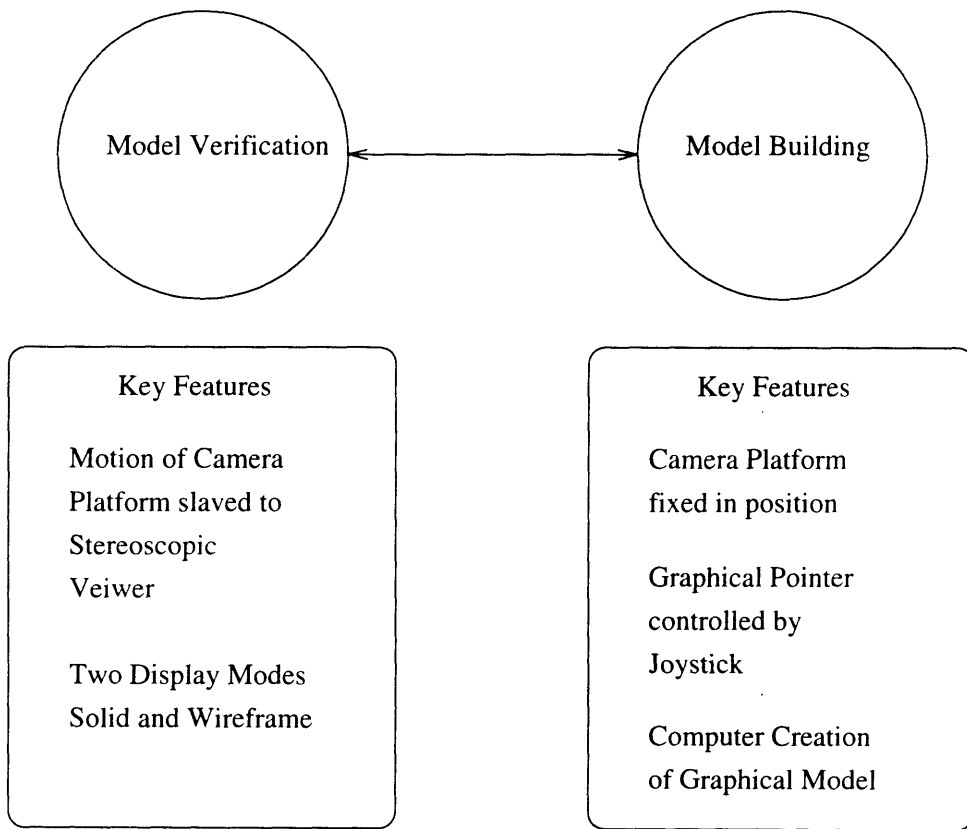 Model Verification
Model Building
Key Features
Motion of Camera
Platform slaved to
Stereoscopic
Veiwer
Two Display Modes
Solid and Wireframe
Key Features
Camera Platform
fixed in position
Graphical Pointer
controlled by
Joystick
Computer Creation
of Graphical Model